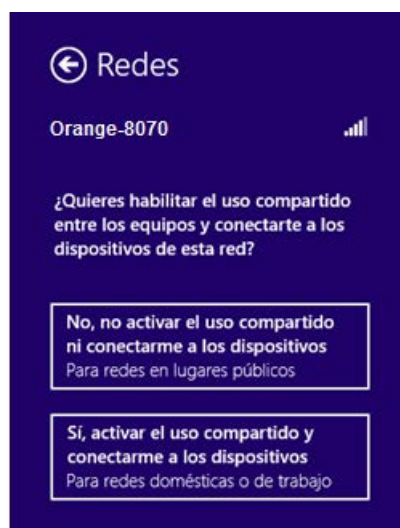 Redes
Orange-8070
¿Quieres habilitar el uso compartido
entre los equipos y conectarte a los
dispositivos de esta red?
No, no activar el uso compartido
ni conectarme a los dispositivos
Para redes en lugares públicos
Sí, activar el uso compartido y
conectarme a los dispositivos
Para redes domésticas o de trabajo